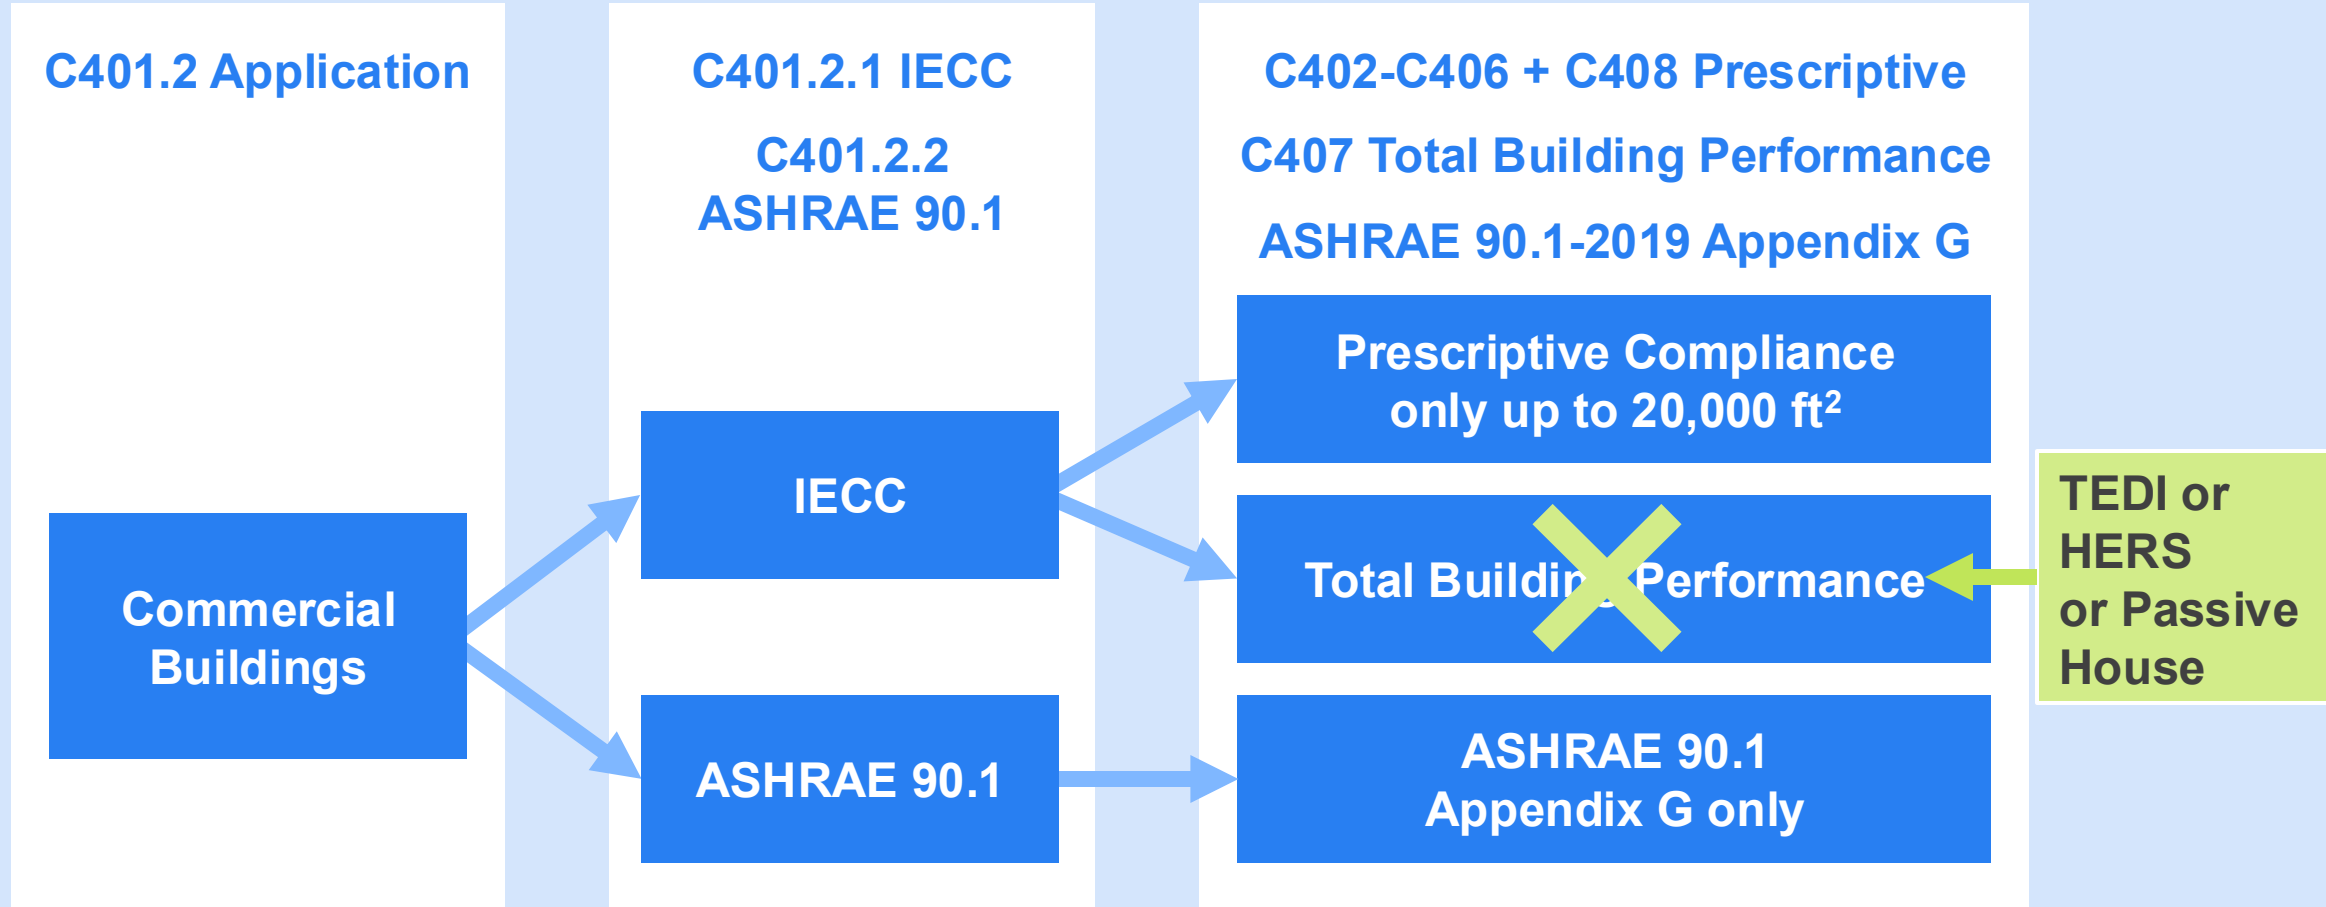 C401.2 Application
C401.2.1 IECC
C401.2.2
ASHRAE 90.1
C402-C406 + C408 Prescriptive
C407 Total Building Performance
ASHRAE 90.1-2019 Appendix G
Commercial
Buildings
IECC
ASHRAE 90.1
Prescriptive Compliance
only up to 20,000 ft²
Total Building Performance
ASHRAE 90.1
Appendix G only
TEDI or
HERS
or Passive
House